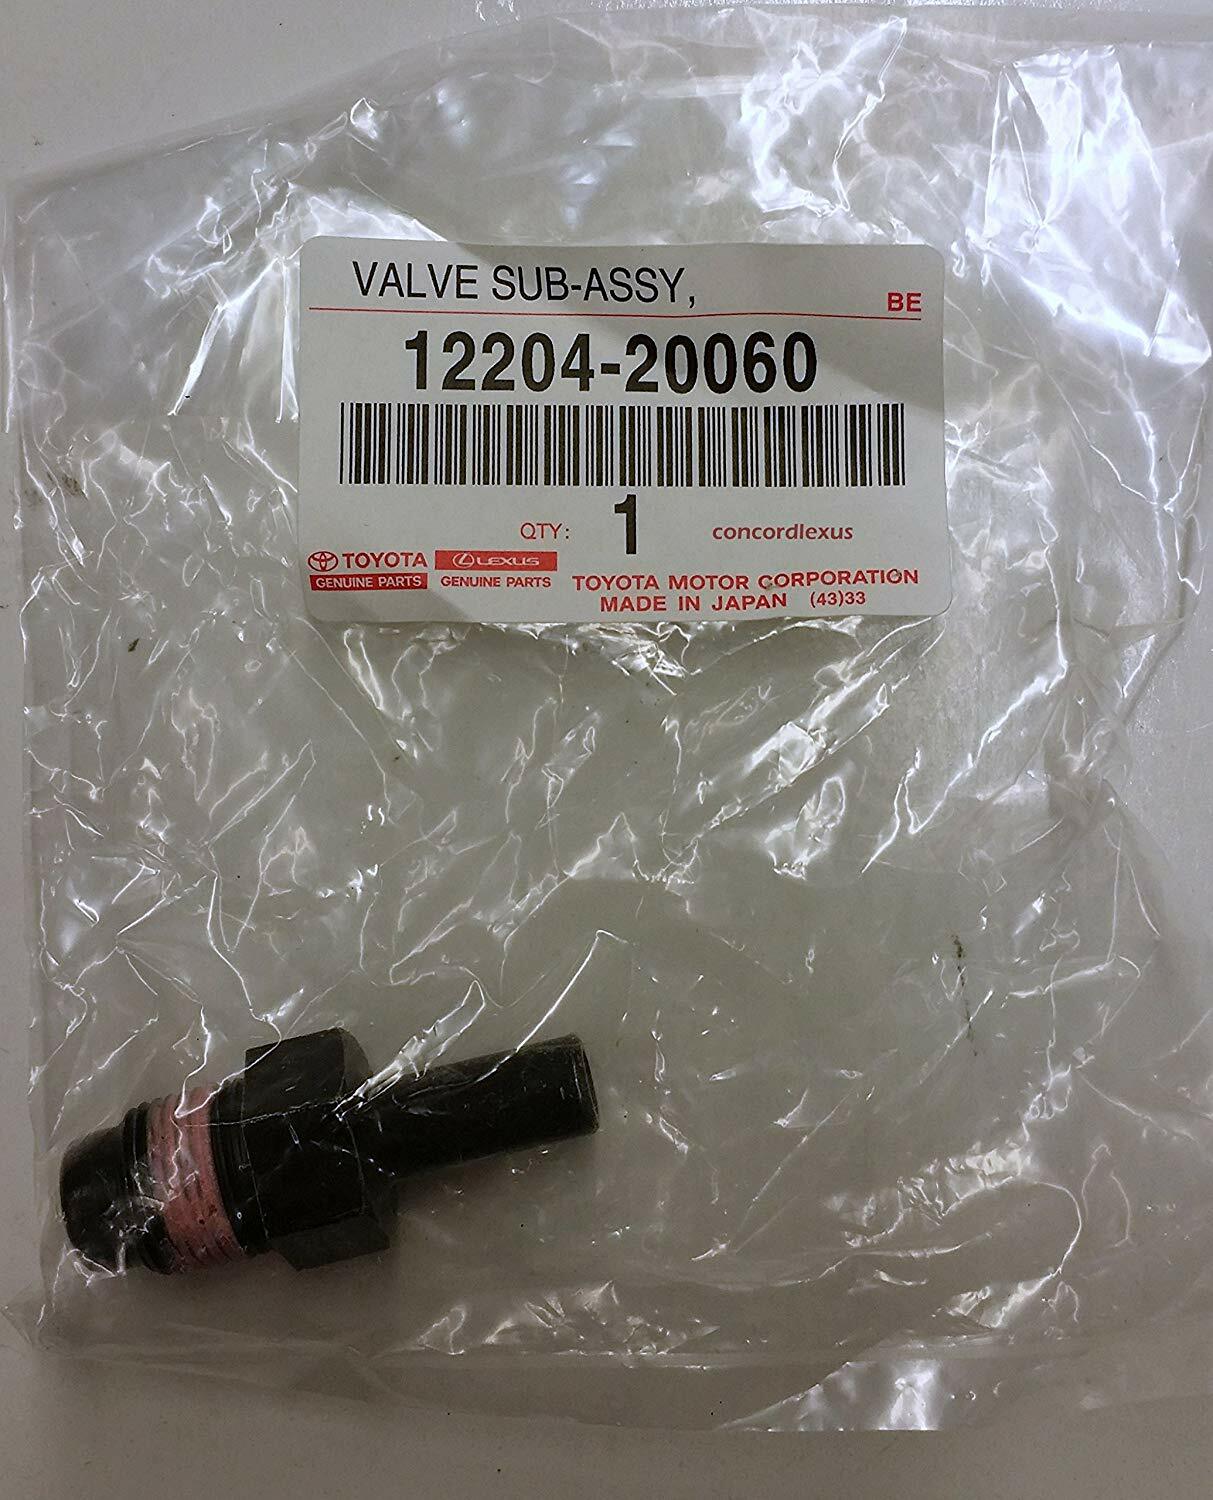 VALVE SUB-ASSY,
BE
12204-20060
QTY: 1 concordlexus
TOYOTA LEXUS
GENUINE PARTS GENUINE PARTS
TOYOTA MOTOR CORPORATION
MADE IN JAPAN (43)33